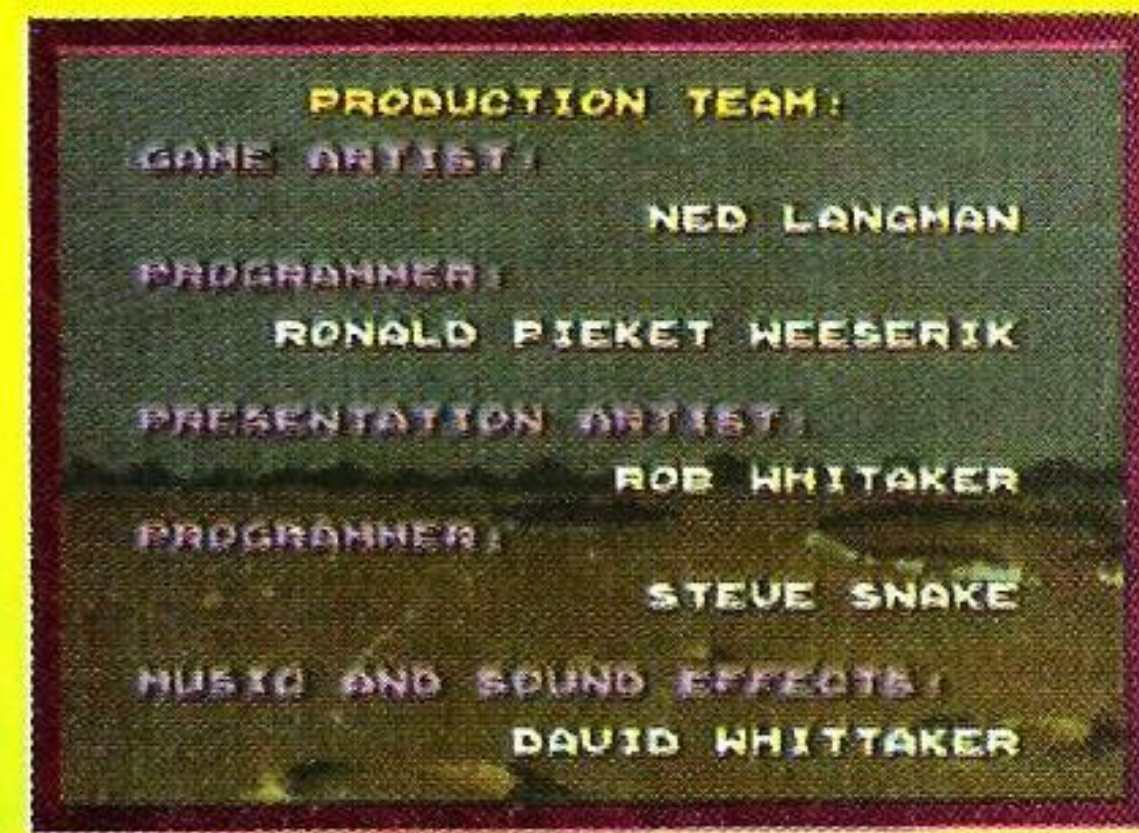 PRODUCTION TEAM:
GAME ARTIST:
NED LANGMAN
PROGRAMMER:
RONALD PIEKET WEESERIK
PRESENTATION ARTIST:
ROB WHITAKER
PROGRAMMER:
STEVE SNAKE
MUSIC AND SOUND EFFECTS:
DAVID WHITTAKER